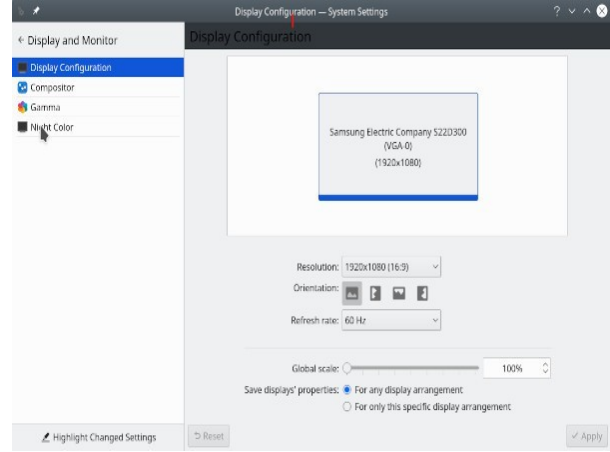 Display Configuration — System Settings
Display and Monitor
Display Configuration
Compositor
Gamma
Night Color
Display Configuration
Samsung Electric Company S22D300
(VGA-0)
(1920x1080)
Resolution: 1920x1080 (16:9)
Orientation:
Refresh rate: 60 Hz
Global scale: 100%
Save displays' properties: For any display arrangement
For only this specific display arrangement
Highlight Changed Settings
Reset
Apply